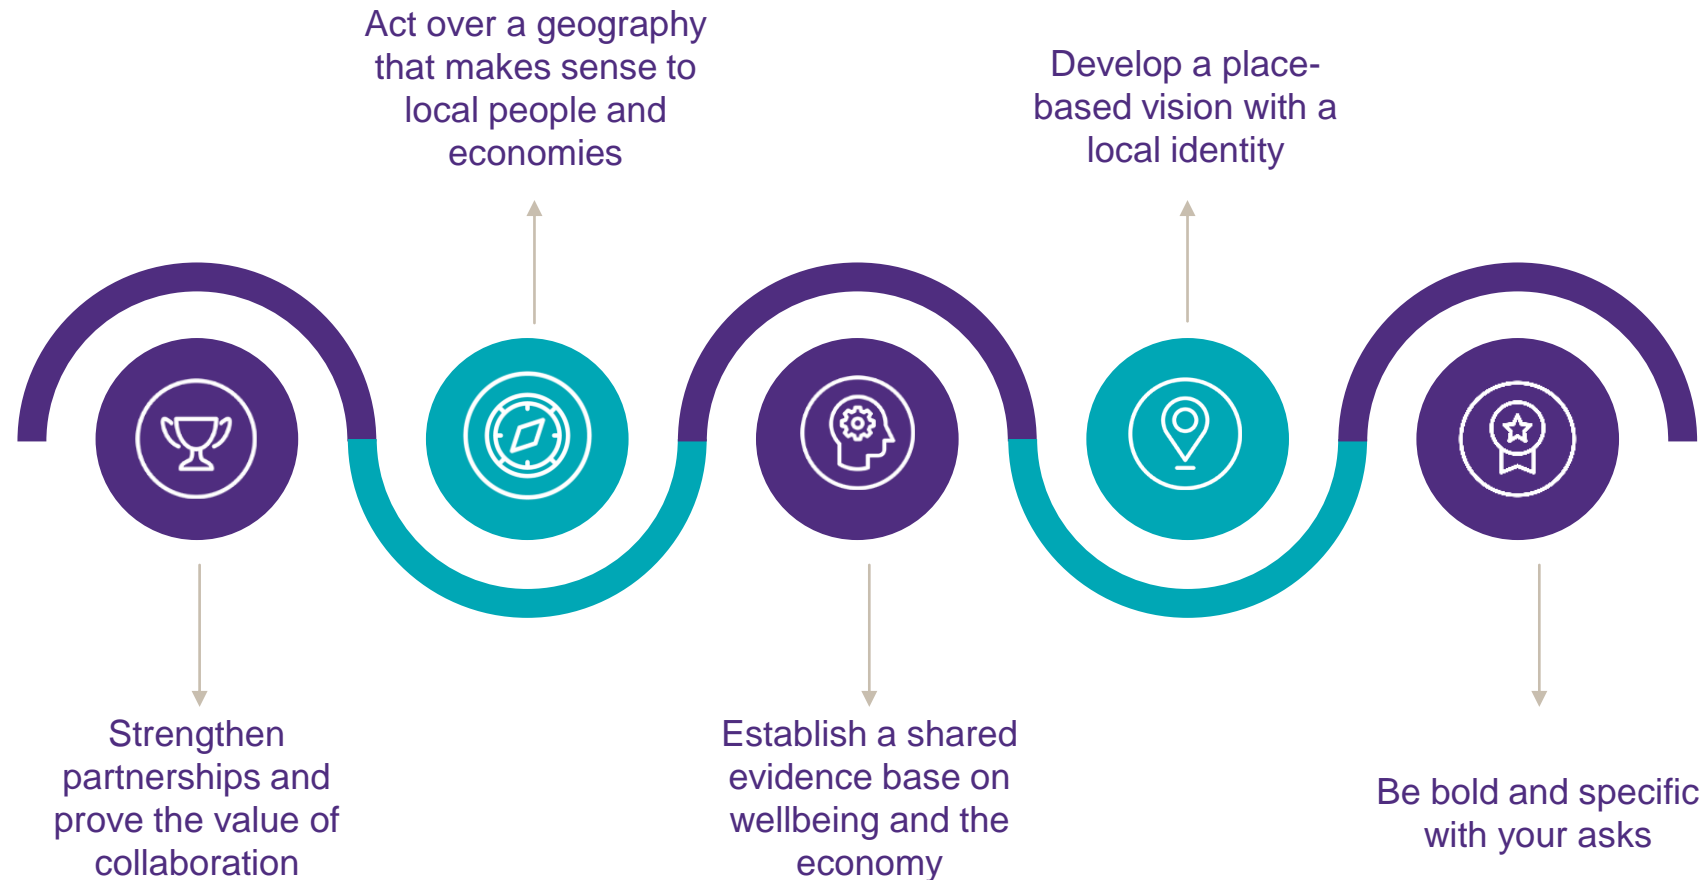 Act over a geography
that makes sense to
local people and
economies
Develop a place-
based vision with a
local identity
Strengthen
partnerships and
prove the value of
collaboration
Establish a shared
evidence base on
wellbeing and the
economy
Be bold and specific
with your asks